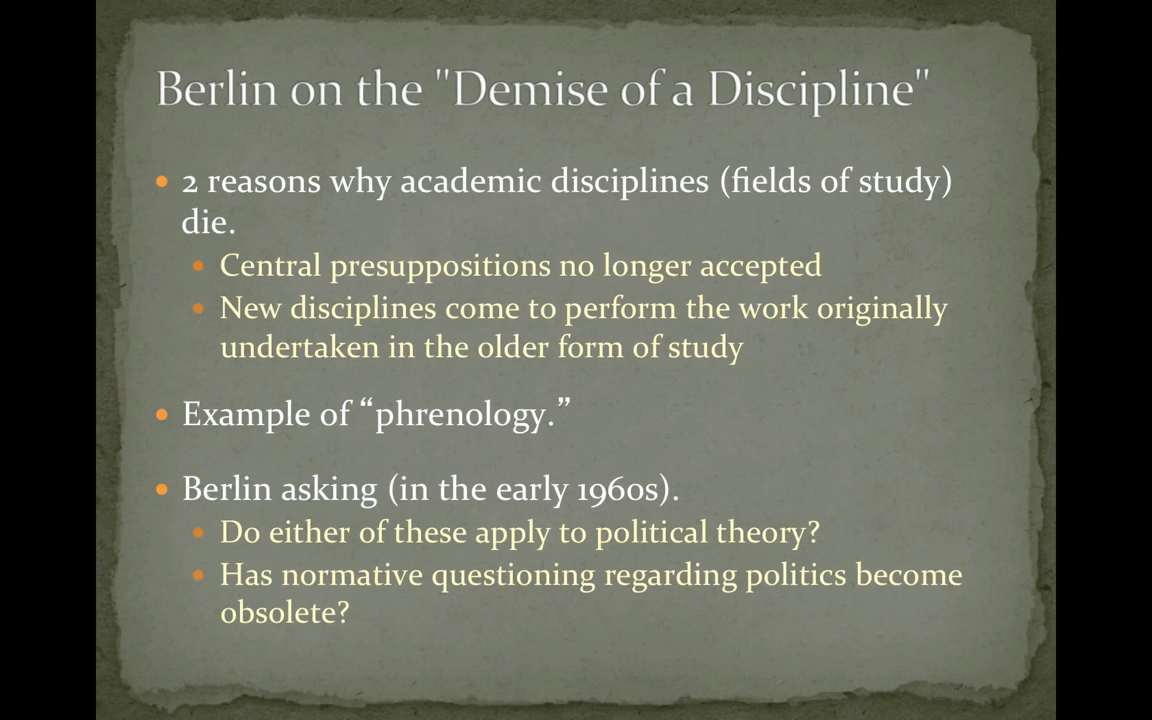 Berlin on the "Demise of a Discipline"
• 2 reasons why academic disciplines (fields of study)
die.
• Central presuppositions no longer accepted
• New disciplines come to perform the work originally
undertaken in the older form of study
• Example of “phrenology.”
• Berlin asking (in the early 1960s).
• Do either of these apply to political theory?
• Has normative questioning regarding politics become
obsolete?